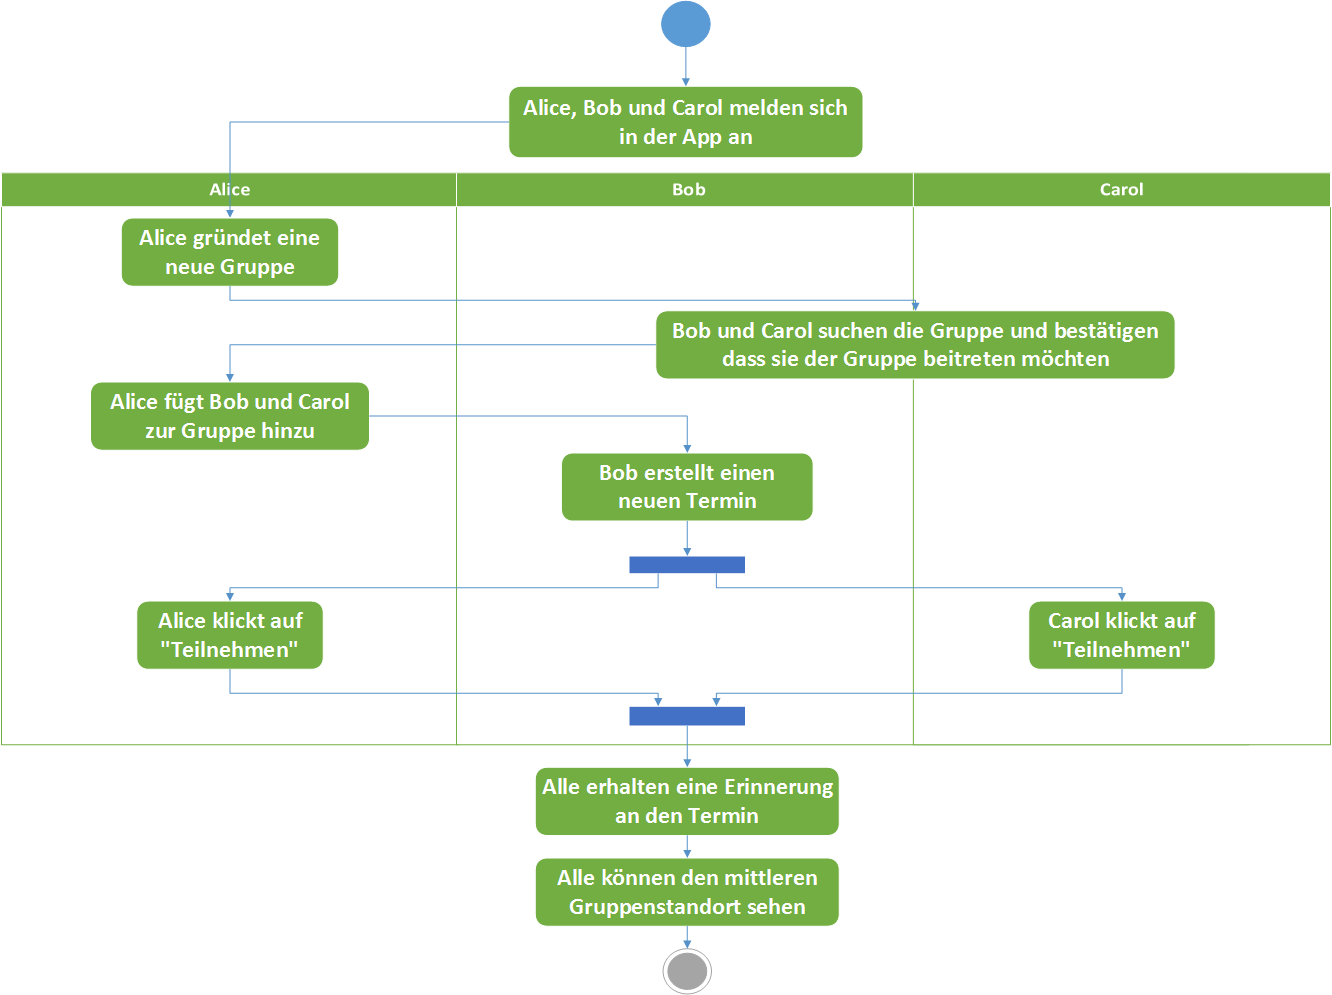 Alice, Bob und Carol melden sich
in der App an
Alice
Bob
Carol
Alice gründet eine
neue Gruppe
Bob und Carol suchen die Gruppe und bestätigen
dass sie der Gruppe beitreten möchten
Alice fügt Bob und Carol
zur Gruppe hinzu
Bob erstellt einen
neuen Termin
Alice klickt auf
"Teilnehmen"
Carol klickt auf
"Teilnehmen"
Alle erhalten eine Erinnerung
an den Termin
Alle können den mittleren
Gruppenstandort sehen